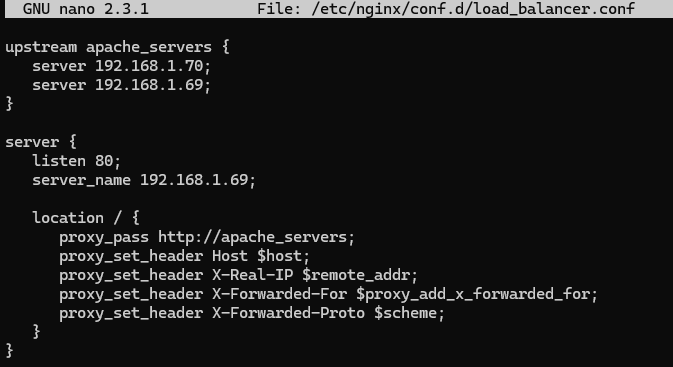 GNU nano 2.3.1 File: /etc/nginx/conf.d/load_balancer.conf
upstream apache_servers {
   server 192.168.1.70;
   server 192.168.1.69;
}
server {
   listen 80;
   server_name 192.168.1.69;
   location / {
      proxy_pass http://apache_servers;
      proxy_set_header Host $host;
      proxy_set_header X-Real-IP $remote_addr;
      proxy_set_header X-Forwarded-For $proxy_add_x_forwarded_for;
      proxy_set_header X-Forwarded-Proto $scheme;
   }
}